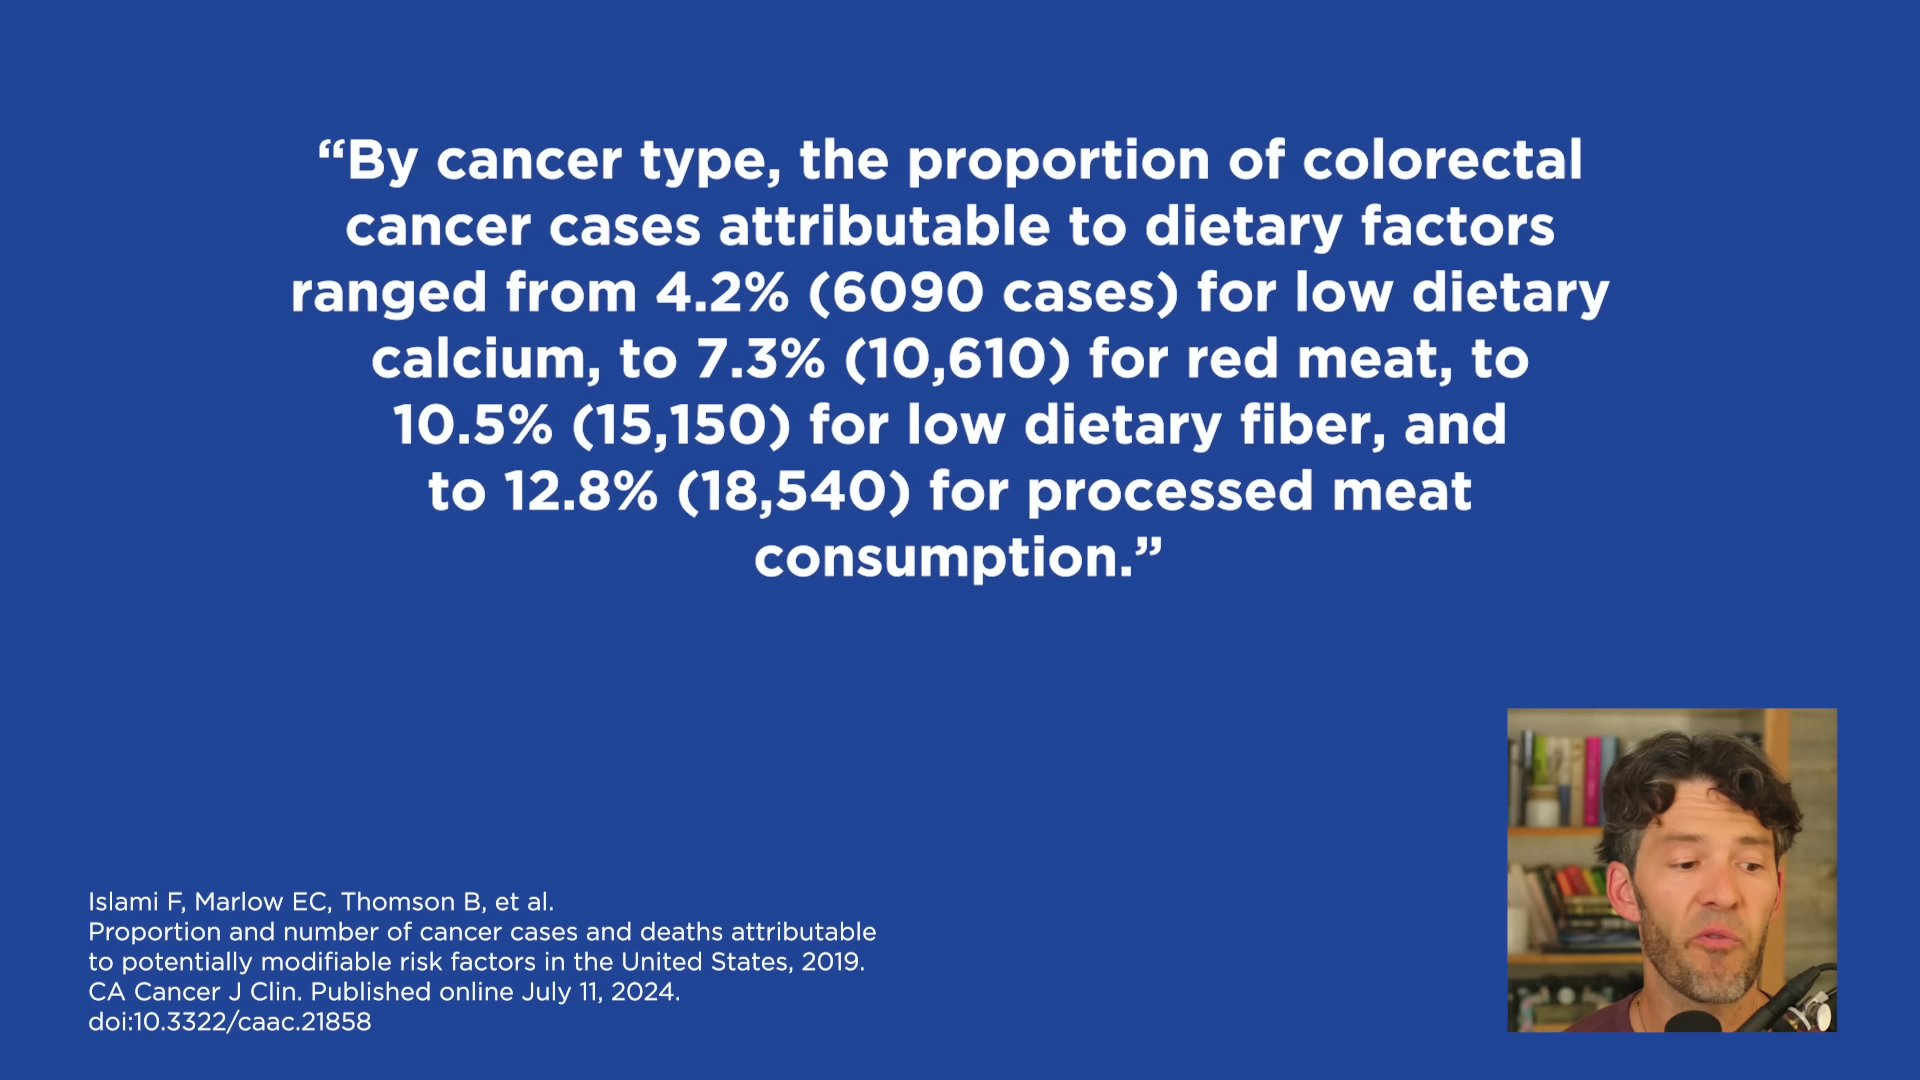 “By cancer type, the proportion of colorectal
cancer cases attributable to dietary factors
ranged from 4.2% (6090 cases) for low dietary
calcium, to 7.3% (10,610) for red meat, to
10.5% (15,150) for low dietary fiber, and
to 12.8% (18,540) for processed meat
consumption.”
Islami F, Marlow EC, Thomson B, et al.
Proportion and number of cancer cases and deaths attributable
to potentially modifiable risk factors in the United States, 2019.
CA Cancer J Clin. Published online July 11, 2024.
doi:10.3322/caac.21858